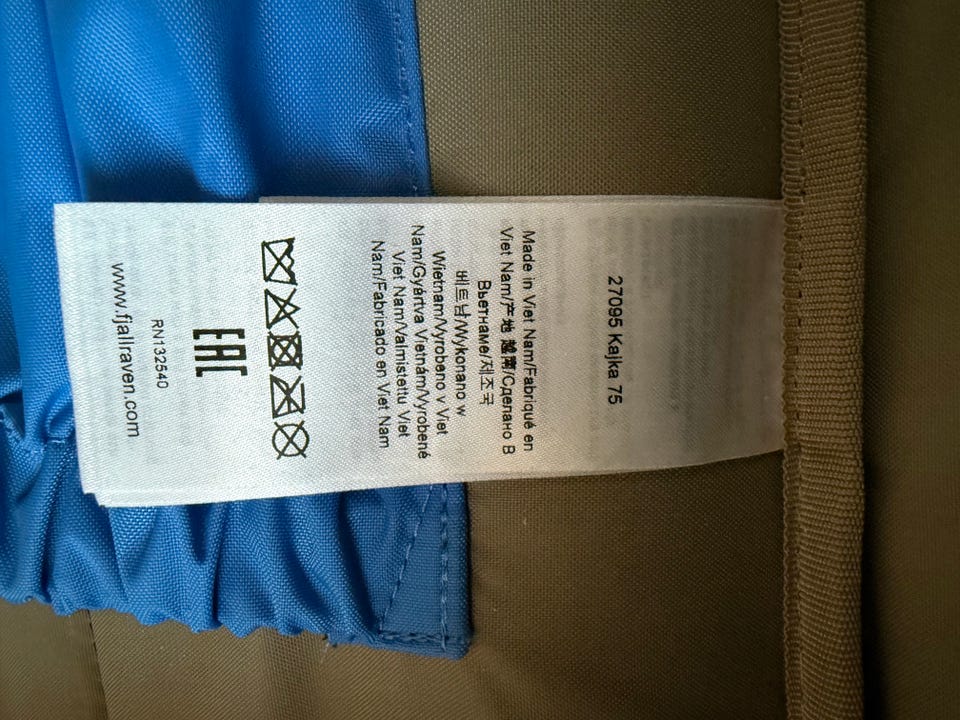 27095 Kajka 75
Made in Viet Nam/Fabriqué en
Viet Nam/产地 越南/Сделано В
Вьетнаме/제조국
베트남/Wykonano w
Wietnam/Vyrobeno v Viet
Nam/Gyártva Vietnám/Vyrobené
Viet Nam/Valmistettu Viet
Nam/Fabricado en Viet Nam
EAC
RN132540
www.fjallraven.com